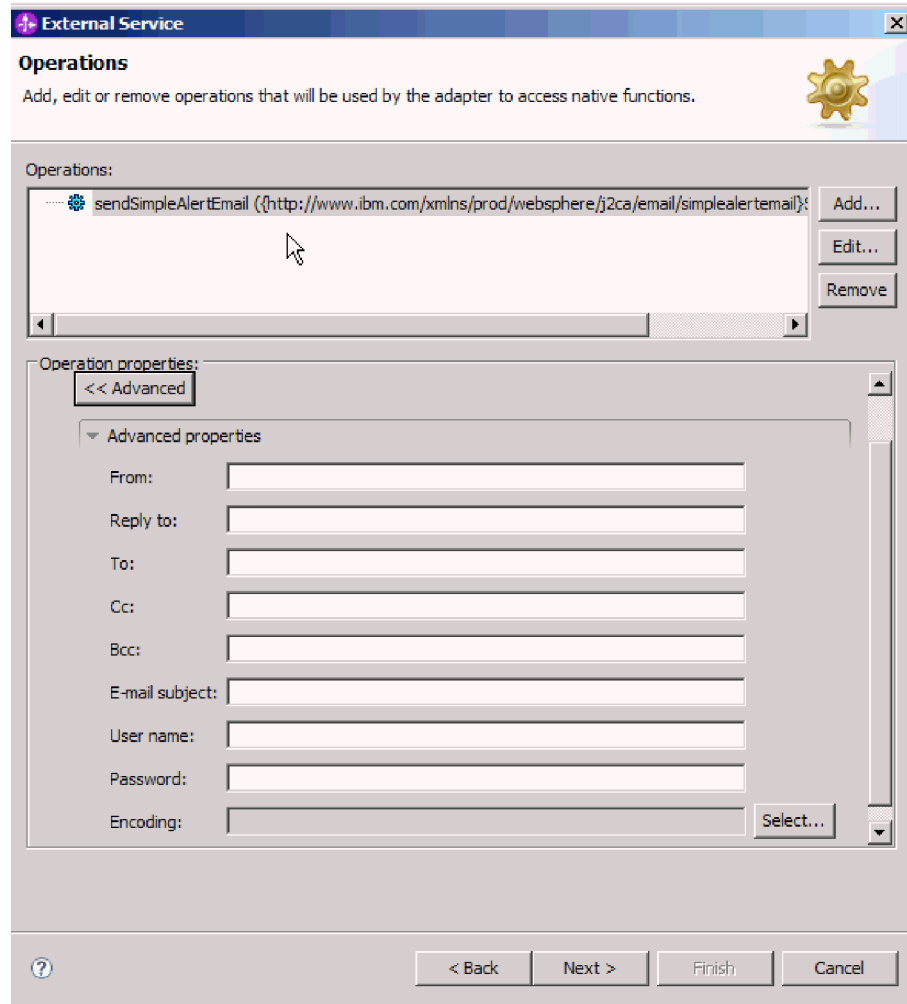 External Service
Operations
Add, edit or remove operations that will be used by the adapter to access native functions.
Operations:
sendSimpleAlertEmail ({http://www.ibm.com/xmlns/prod/websphere/j2ca/email/simplealertemail}
Add...
Edit...
Remove
Operation properties:
<< Advanced
Advanced properties
From:
Reply to:
To:
Cc:
Bcc:
E-mail subject:
User name:
Password:
Encoding:
Select...
?
< Back
Next >
Finish
Cancel